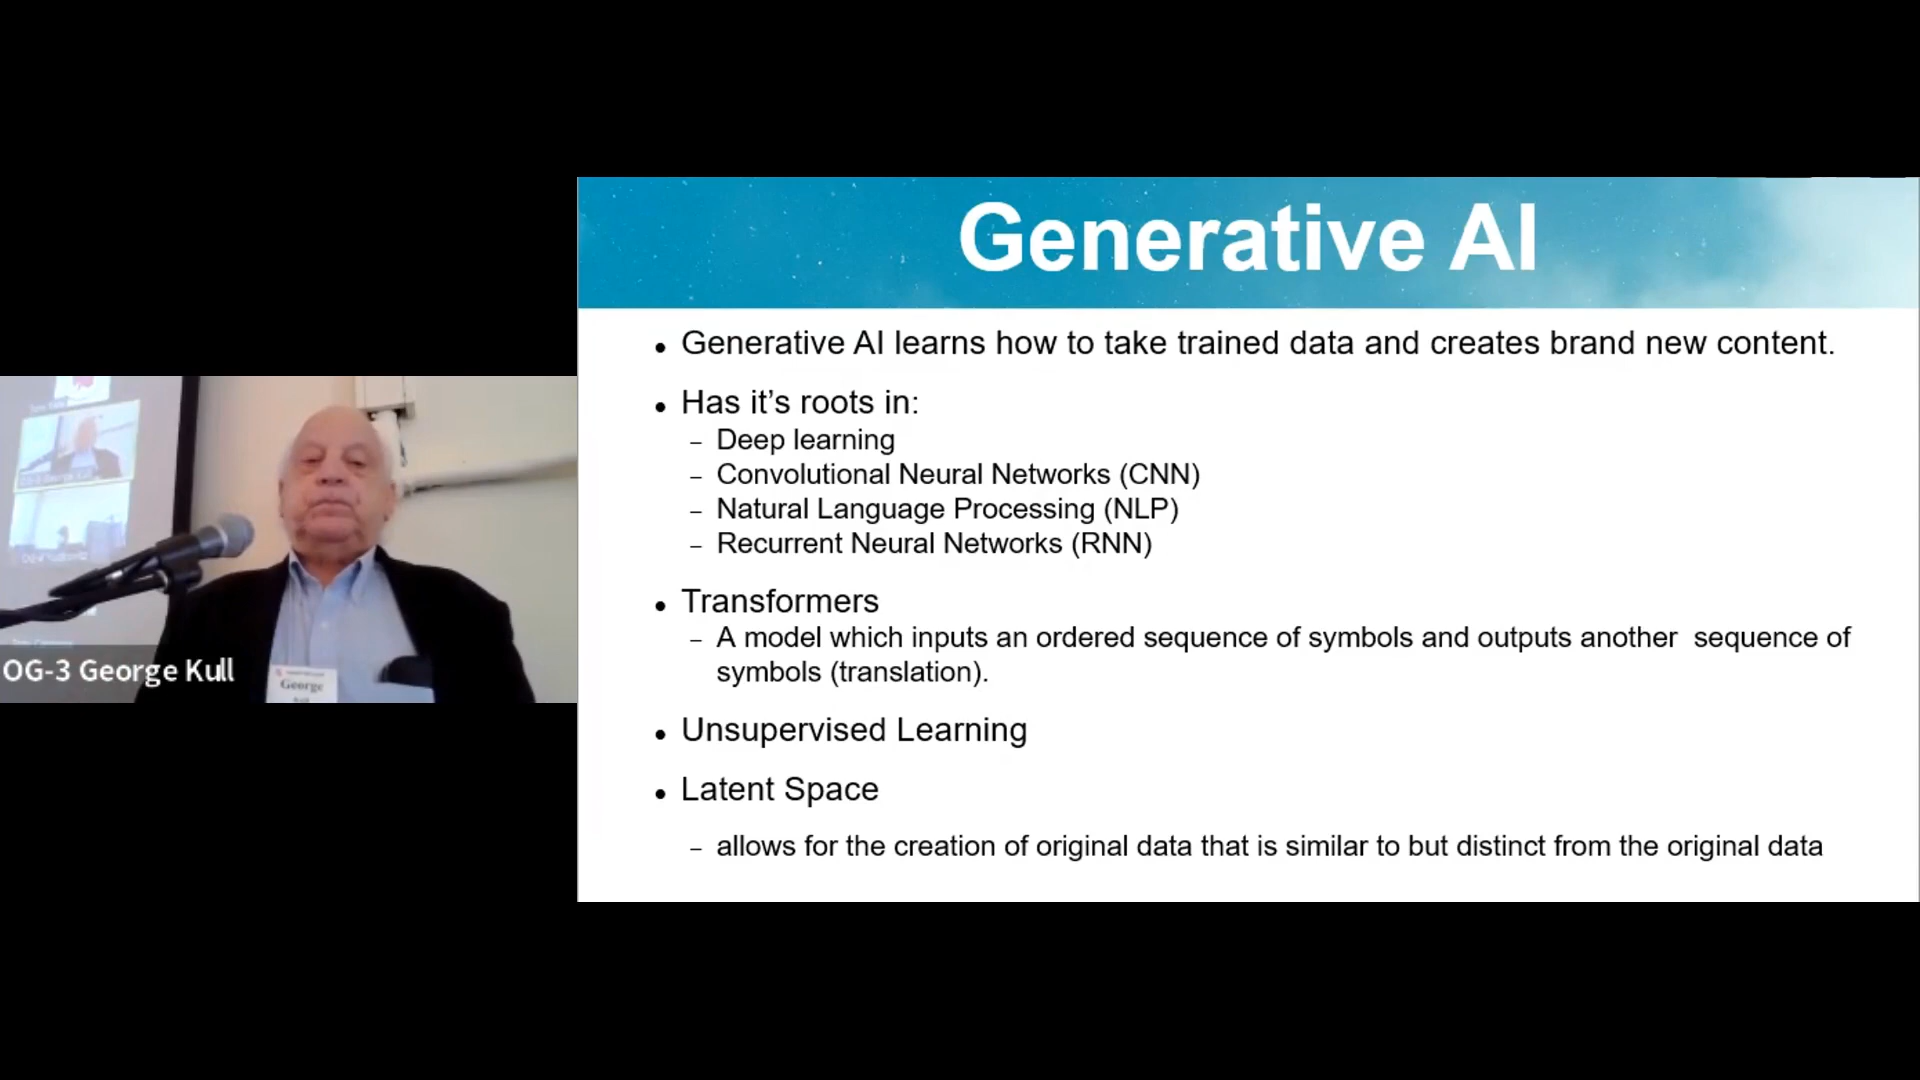 Generative AI
• Generative AI learns how to take trained data and creates brand new content.
• Has it’s roots in:
– Deep learning
– Convolutional Neural Networks (CNN)
– Natural Language Processing (NLP)
– Recurrent Neural Networks (RNN)
• Transformers
– A model which inputs an ordered sequence of symbols and outputs another sequence of
symbols (translation).
• Unsupervised Learning
• Latent Space
– allows for the creation of original data that is similar to but distinct from the original data
OG-3 George Kull
George